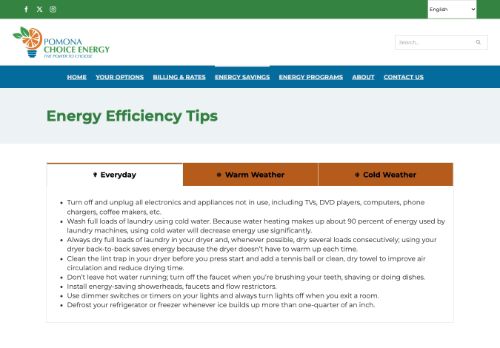 English
POMONA
CHOICE ENERGY
THE POWER TO CHOOSE
Search...
HOME YOUR OPTIONS BILLING & RATES ENERGY SAVINGS ENERGY PROGRAMS ABOUT CONTACT US
Energy Efficiency Tips
Everyday Warm Weather Cold Weather
Turn off and unplug all electronics and appliances not in use, including TVs, DVD players, computers, phone
chargers, coffee makers, etc.
Wash full loads of laundry using cold water. Because water heating makes up about 90 percent of energy used by
laundry machines, using cold water will decrease energy use significantly.
Always dry full loads of laundry in your dryer and, whenever possible, dry several loads consecutively; using your
dryer back-to-back saves energy because the dryer doesn't have to warm up each time.
Clean the lint trap in your dryer before you press start and add a tennis ball or clean, dry towel to improve air
circulation and reduce drying time.
Don't leave hot water running; turn off the faucet when you're brushing your teeth, shaving or doing dishes.
Install energy-saving showerheads, faucets and flow restrictors.
Use dimmer switches or timers on your lights and always turn lights off when you exit a room.
Defrost your refrigerator or freezer whenever ice builds up more than one-quarter of an inch.